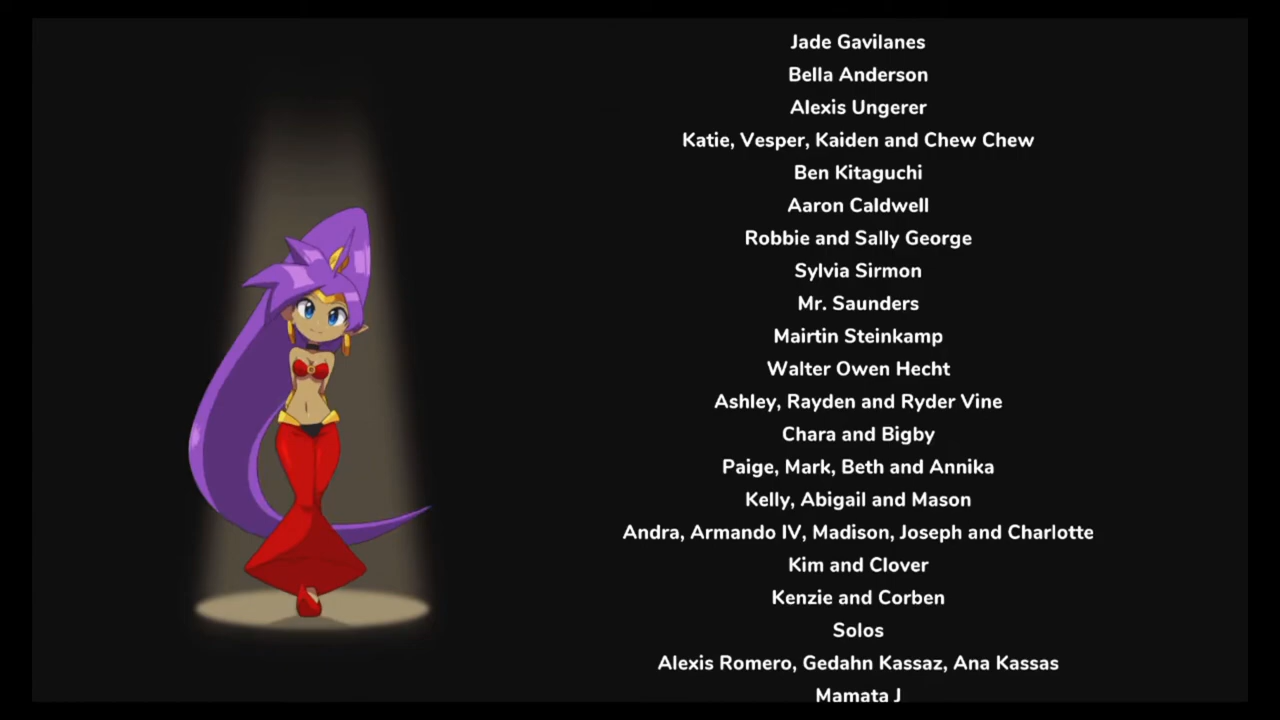 Jade Gavilanes
Bella Anderson
Alexis Ungerer
Katie, Vesper, Kaiden and Chew Chew
Ben Kitaguchi
Aaron Caldwell
Robbie and Sally George
Sylvia Sirmon
Mr. Saunders
Mairtin Steinkamp
Walter Owen Hecht
Ashley, Rayden and Ryder Vine
Chara and Bigby
Paige, Mark, Beth and Annika
Kelly, Abigail and Mason
Andra, Armando IV, Madison, Joseph and Charlotte
Kim and Clover
Kenzie and Corben
Solos
Alexis Romero, Gedahn Kassaz, Ana Kassas
Mamata J